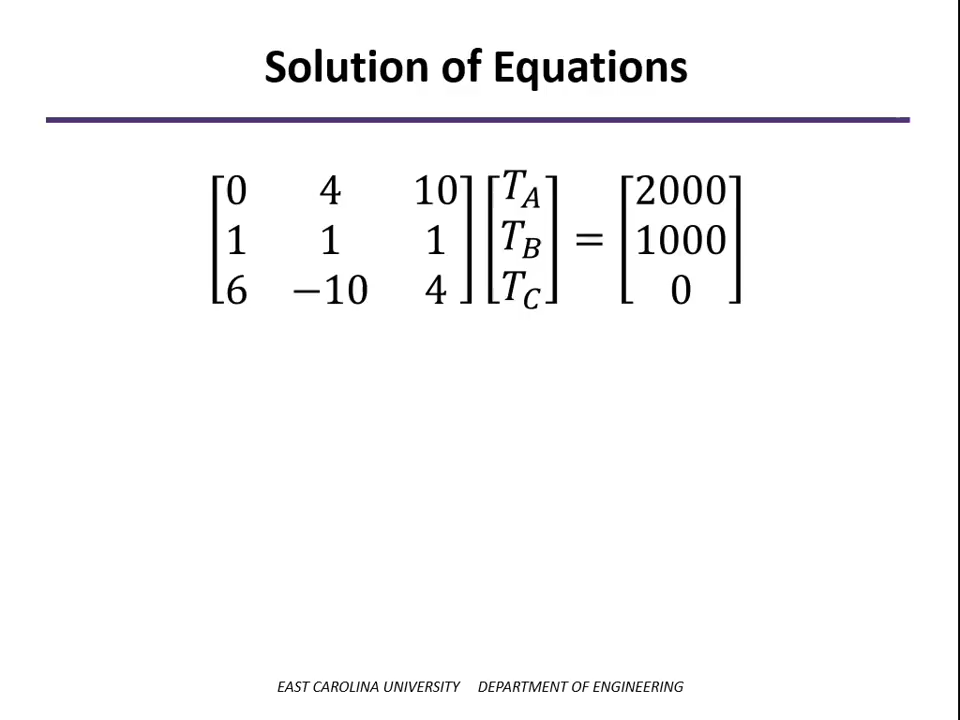 Solution of Equations
[0 4 10] [T_A] [2000]
[1 1 1] [T_B] = [1000]
[6 −10 4] [T_C] [0]
EAST CAROLINA UNIVERSITY DEPARTMENT OF ENGINEERING